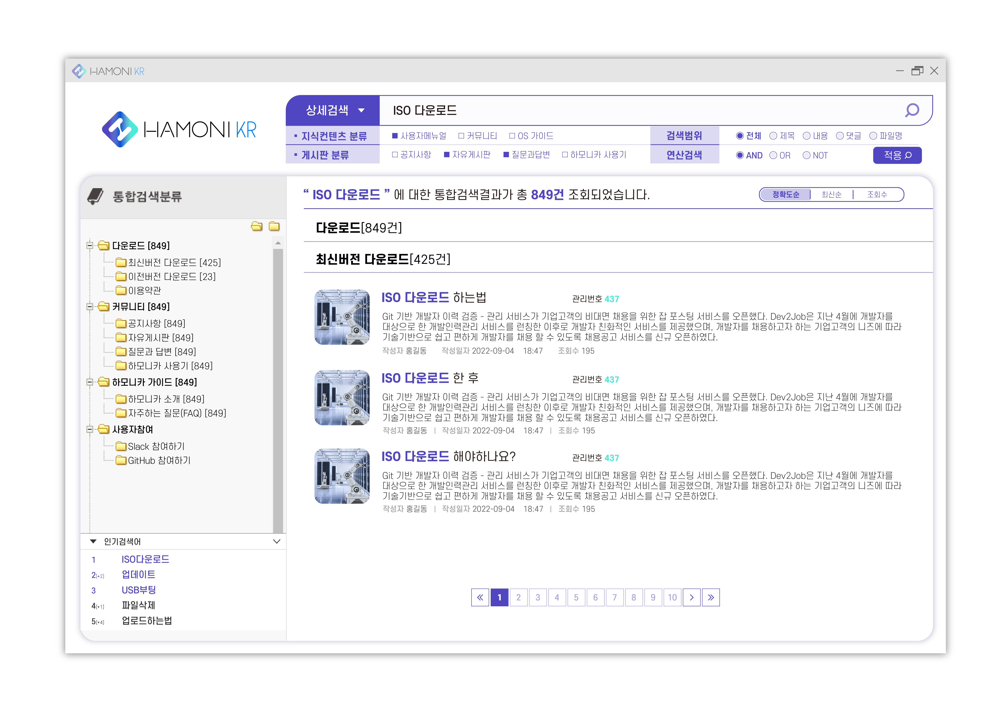 HAMONI KR
HAMONI KR
상세검색 ISO 다운로드
지식컨텐츠 분류 사용자메뉴얼 커뮤니티 OS 가이드 검색범위 전체 제목 내용 댓글 파일명
게시판 분류 공지사항 자유게시판 질문과답변 하모니카 사용기 연산검색 AND OR NOT 적용
통합검색분류
다운로드 [849]
최신버전 다운로드 [425]
이전버전 다운로드 [23]
이용약관
커뮤니티 [849]
공지사항 [849]
자유게시판 [849]
질문과 답변 [849]
하모니카 사용기 [849]
하모니카 가이드 [849]
하모니카 소개 [849]
자주하는 질문(FAQ) [849]
사용자참여
Slack 참여하기
GitHub 참여하기
▼ 인기검색어
1 ISO다운로드
2[▲2] 업데이트
3 USB부팅
4[▼1] 파일삭제
5[▼4] 업로드하는법
“ ISO 다운로드 ” 에 대한 통합검색결과가 총 849건 조회되었습니다. 정확도순 | 최신순 | 조회수
다운로드[849건]
최신버전 다운로드[425건]
ISO 다운로드 하는법 관리번호 437
Git 기반 개발자 이력 검증 - 관리 서비스가 기업고객의 비대면 채용을 위한 잡 포스팅 서비스를 오픈했다. Dev2Job은 지난 4월에 개발자를
대상으로 한 개발인력관리 서비스를 런칭한 이후로 개발자 친화적인 서비스를 제공했으며, 개발자를 채용하고자 하는 기업고객의 니즈에 따라
기술기반으로 쉽고 편하게 개발자를 채용 할 수 있도록 채용공고 서비스를 신규 오픈하였다.
작성자 홍길동 작성일자 2022-09-04 18:47 조회수 195
ISO 다운로드 한 후 관리번호 437
Git 기반 개발자 이력 검증 - 관리 서비스가 기업고객의 비대면 채용을 위한 잡 포스팅 서비스를 오픈했다. Dev2Job은 지난 4월에 개발자를
대상으로 한 개발인력관리 서비스를 런칭한 이후로 개발자 친화적인 서비스를 제공했으며, 개발자를 채용하고자 하는 기업고객의 니즈에 따라
기술기반으로 쉽고 편하게 개발자를 채용 할 수 있도록 채용공고 서비스를 신규 오픈하였다.
작성자 홍길동 | 작성일자 2022-09-04 18:47 | 조회수 195
ISO 다운로드 해야하나요? 관리번호 437
Git 기반 개발자 이력 검증 - 관리 서비스가 기업고객의 비대면 채용을 위한 잡 포스팅 서비스를 오픈했다. Dev2Job은 지난 4월에 개발자를
대상으로 한 개발인력관리 서비스를 런칭한 이후로 개발자 친화적인 서비스를 제공했으며, 개발자를 채용하고자 하는 기업고객의 니즈에 따라
기술기반으로 쉽고 편하게 개발자를 채용 할 수 있도록 채용공고 서비스를 신규 오픈하였다.
작성자 홍길동 | 작성일자 2022-09-04 18:47 | 조회수 195
« 1 2 3 4 5 6 7 8 9 10 > »